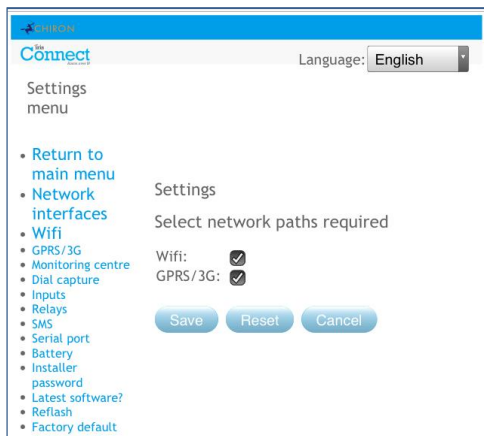 CHIRON
iris
Connect
Language: English
Settings
menu
Return to
main menu
Network
interfaces
Wifi
GPRS/3G
Monitoring centre
Dial capture
Inputs
Relays
SMS
Serial port
Battery
Installer
password
Latest software?
Reflash
Factory default
Settings
Select network paths required
Wifi:
GPRS/3G:
Save Reset Cancel